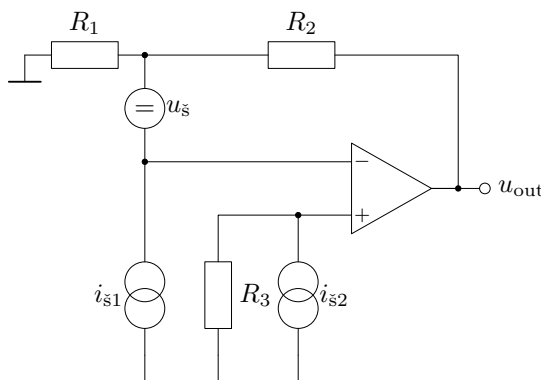 R1 R2
=
uš
−
+
uout
iš1
R3
iš2